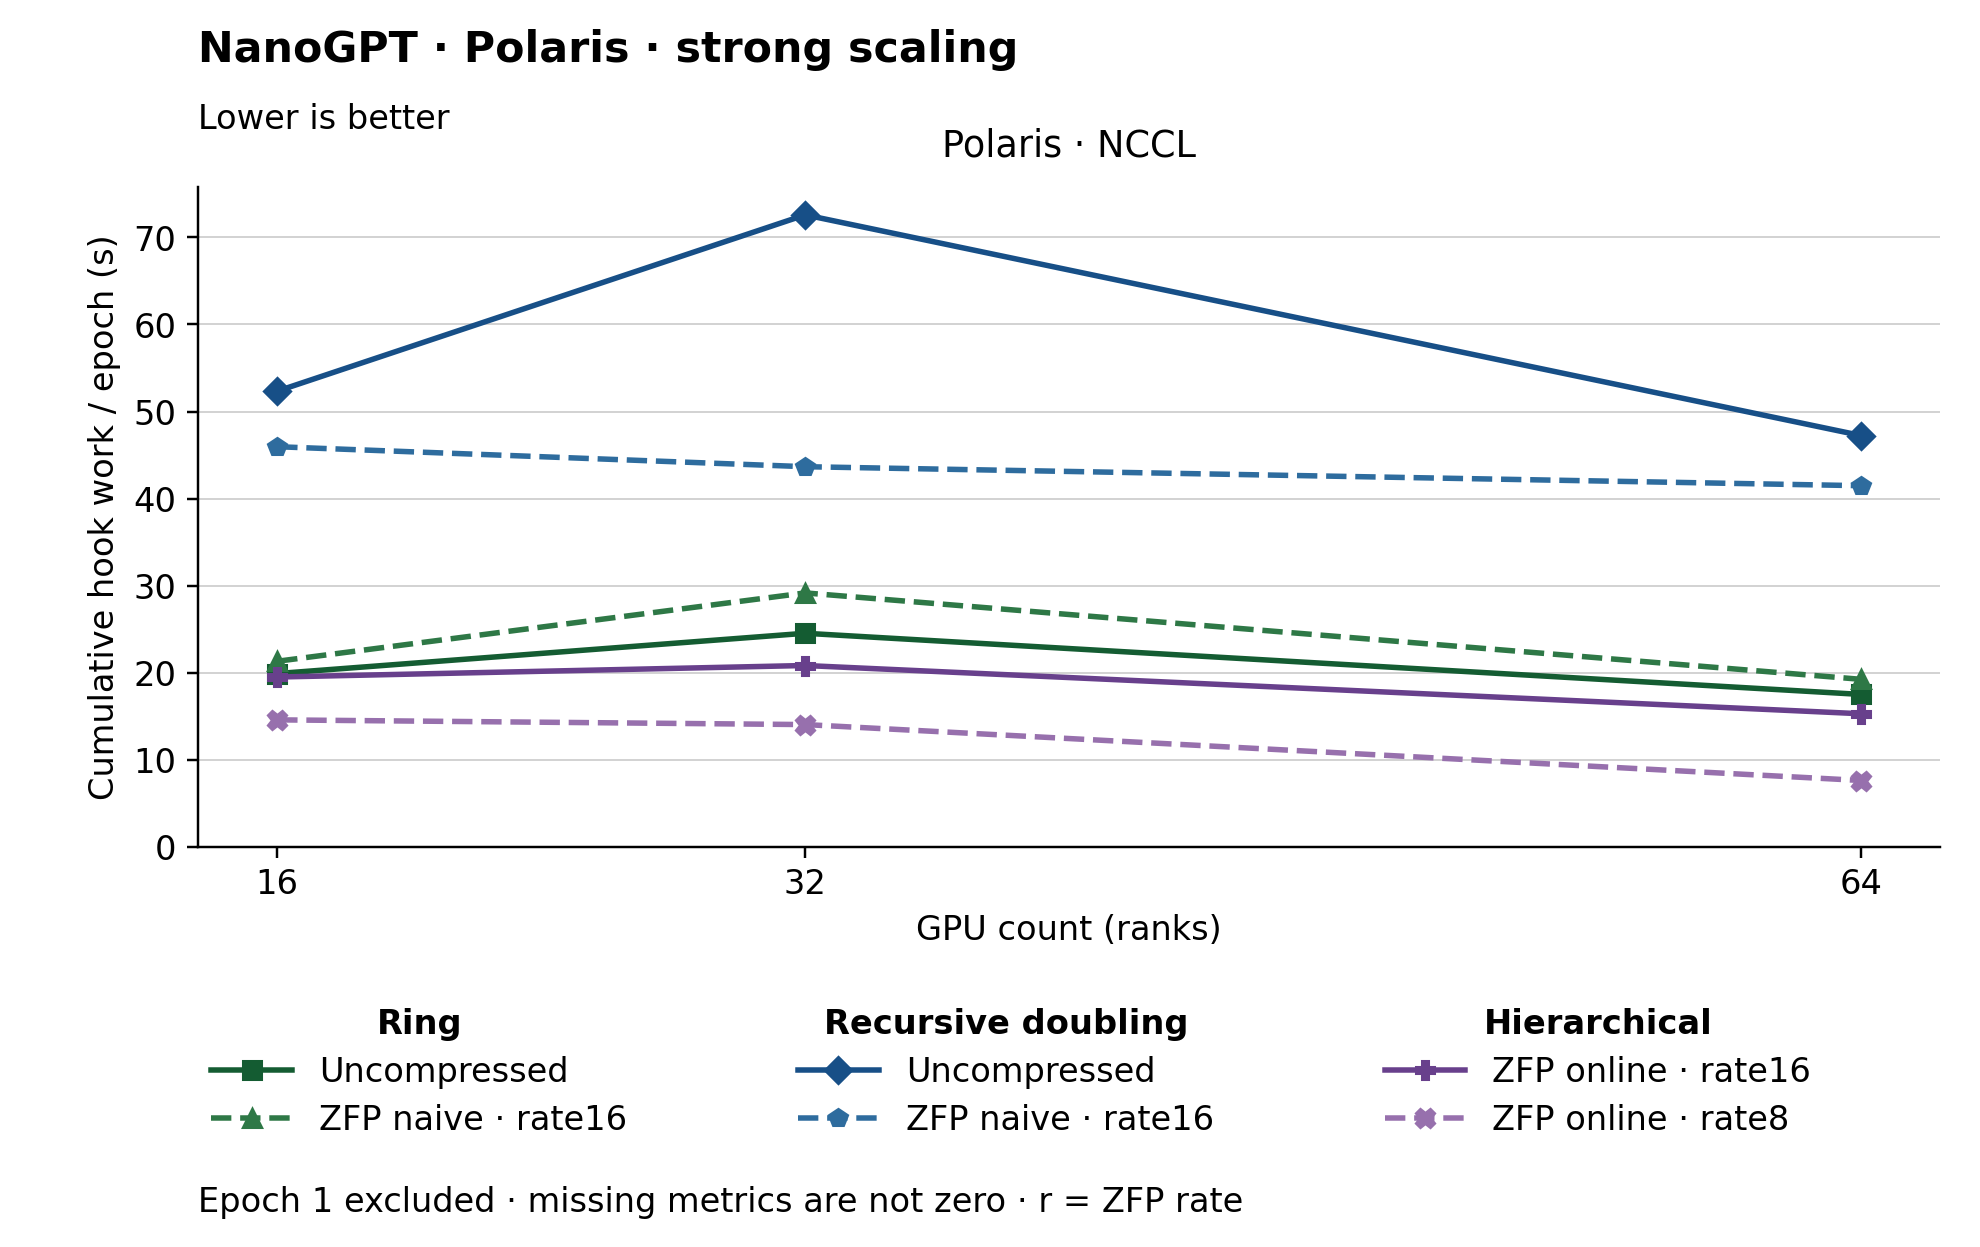 NanoGPT · Polaris · strong scaling
Lower is better
Polaris · NCCL
Cumulative hook work / epoch (s)
70
60
50
40
30
20
10
0
16 32 64
GPU count (ranks)
Ring Recursive doubling Hierarchical
Uncompressed Uncompressed ZFP online · rate16
ZFP naive · rate16 ZFP naive · rate16 ZFP online · rate8
Epoch 1 excluded · missing metrics are not zero · r = ZFP rate